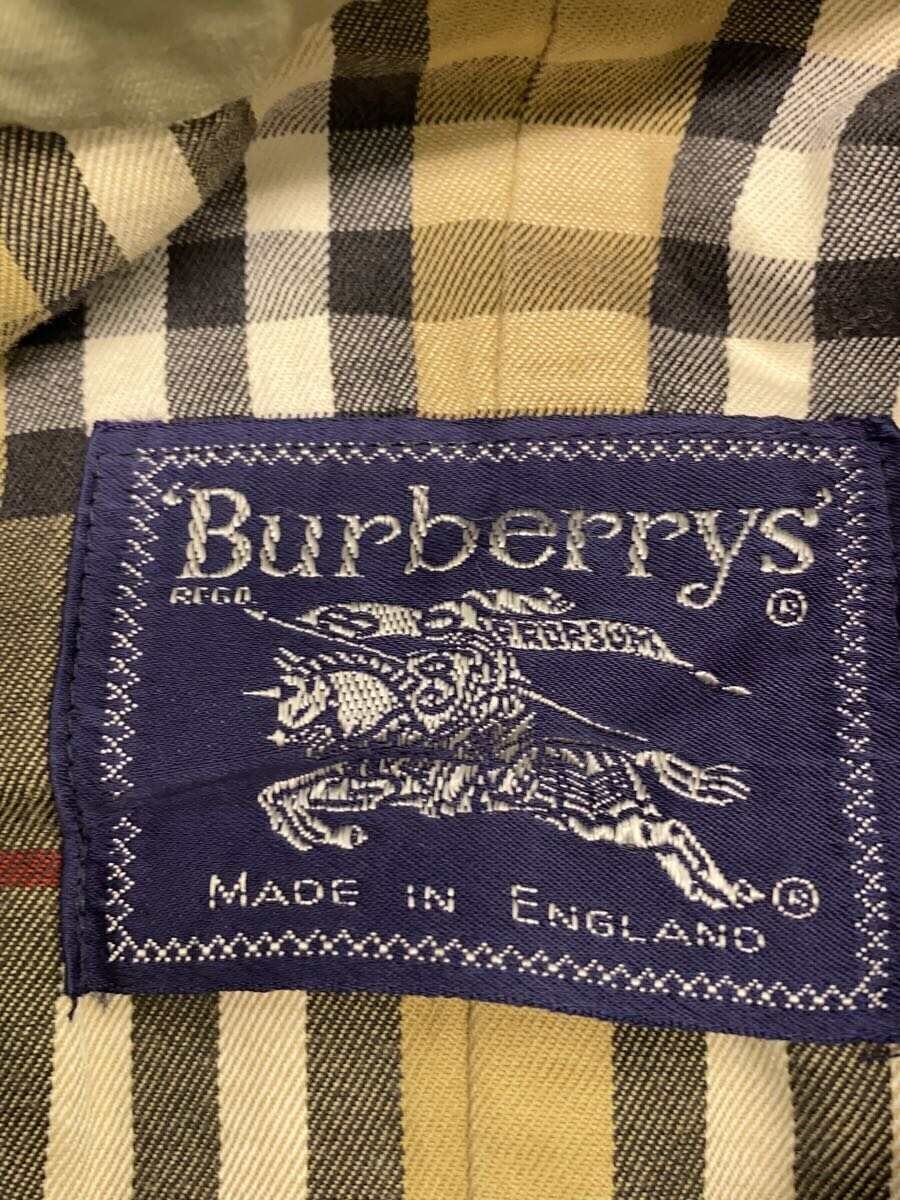 'Burberrys'
REGD. ®
PRORSUM
®
MADE IN ENGLAND